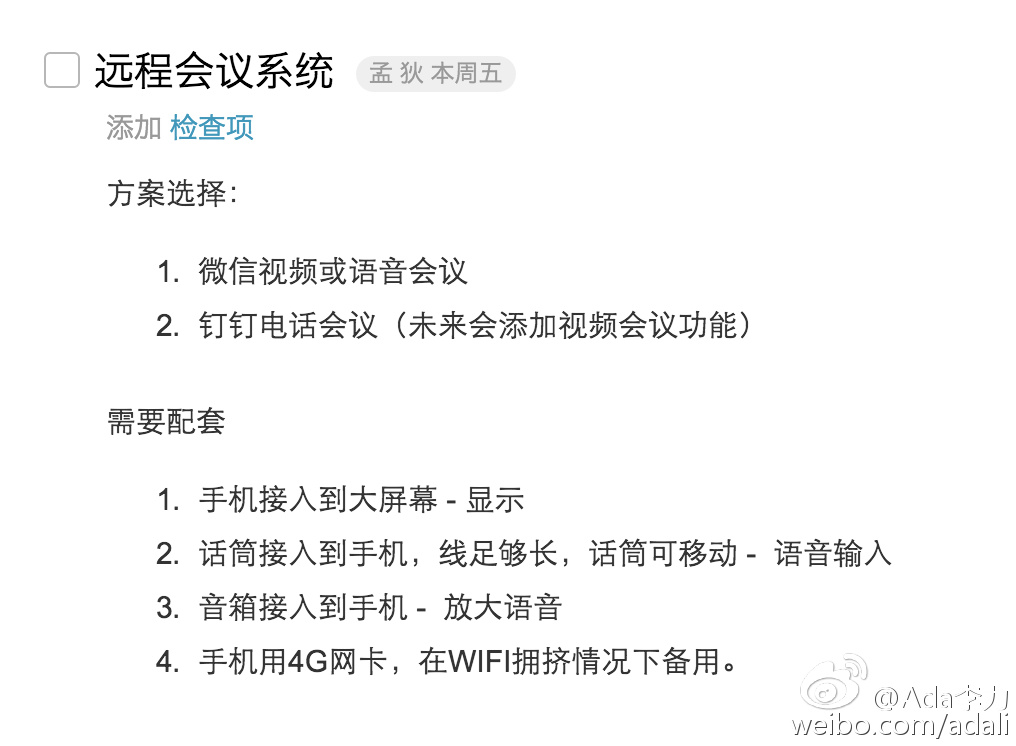 远程会议系统 孟 狄 本周五
添加 检查项
方案选择：
1. 微信视频或语音会议
2. 钉钉电话会议（未来会添加视频会议功能）
需要配套
1. 手机接入到大屏幕 - 显示
2. 话筒接入到手机，线足够长，话筒可移动 - 语音输入
3. 音箱接入到手机 - 放大语音
4. 手机用4G网卡，在WIFI拥挤情况下备用。
@Ada李力
weibo.com/adali